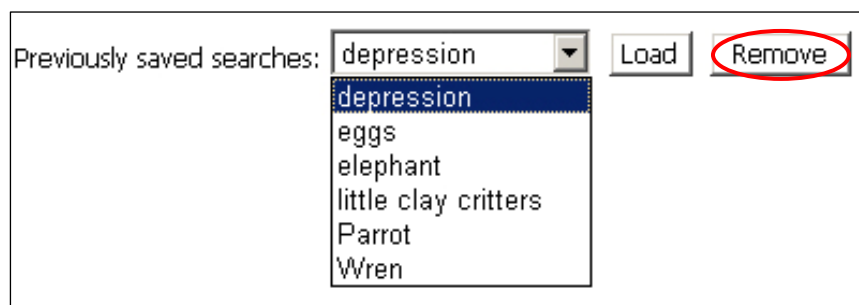 Previously saved searches: depression Load Remove
depression
eggs
elephant
little clay critters
Parrot
Wren